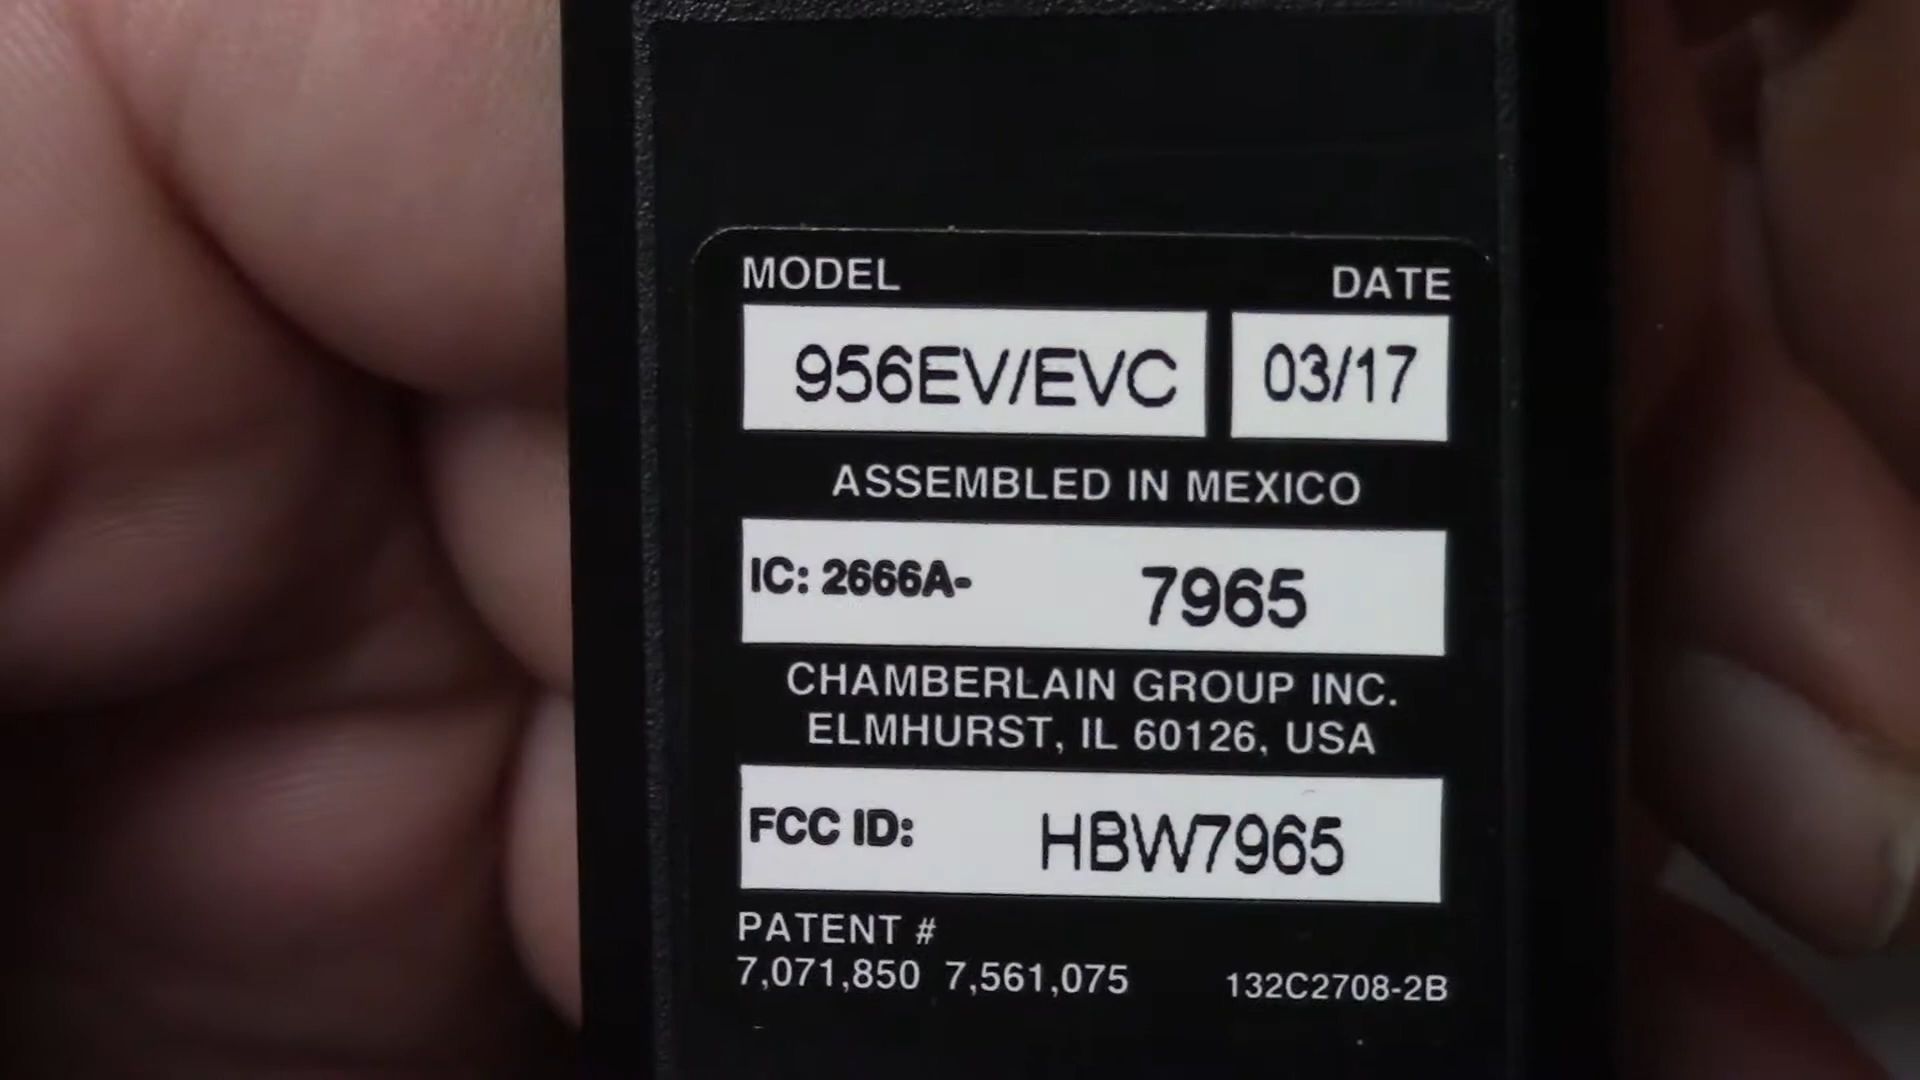 MODEL DATE
956EV/EVC 03/17
ASSEMBLED IN MEXICO
IC: 2666A- 7965
CHAMBERLAIN GROUP INC.
ELMHURST, IL 60126, USA
FCC ID: HBW7965
PATENT #
7,071,850 7,561,075 132C2708-2B